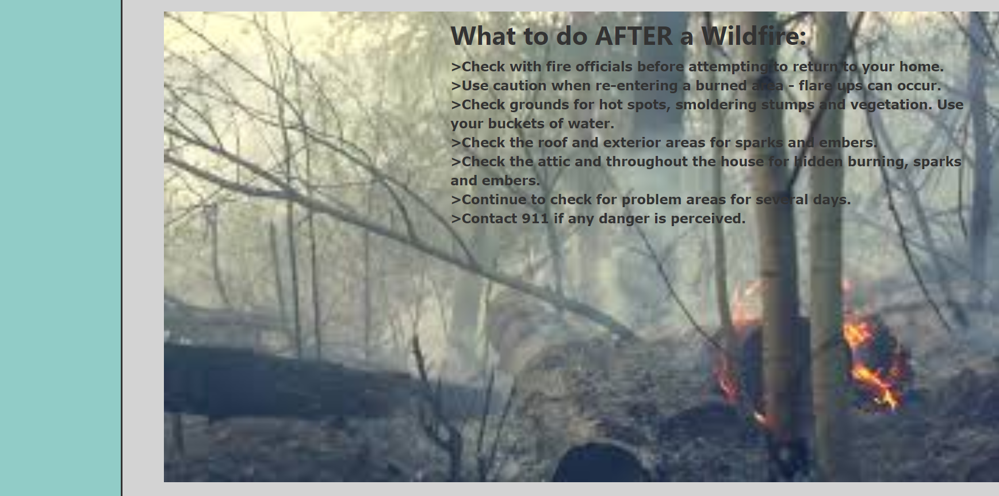 What to do AFTER a Wildfire:
>Check with fire officials before attempting to return to your home.
>Use caution when re-entering a burned area - flare ups can occur.
>Check grounds for hot spots, smoldering stumps and vegetation. Use
your buckets of water.
>Check the roof and exterior areas for sparks and embers.
>Check the attic and throughout the house for hidden burning, sparks
and embers.
>Continue to check for problem areas for several days.
>Contact 911 if any danger is perceived.